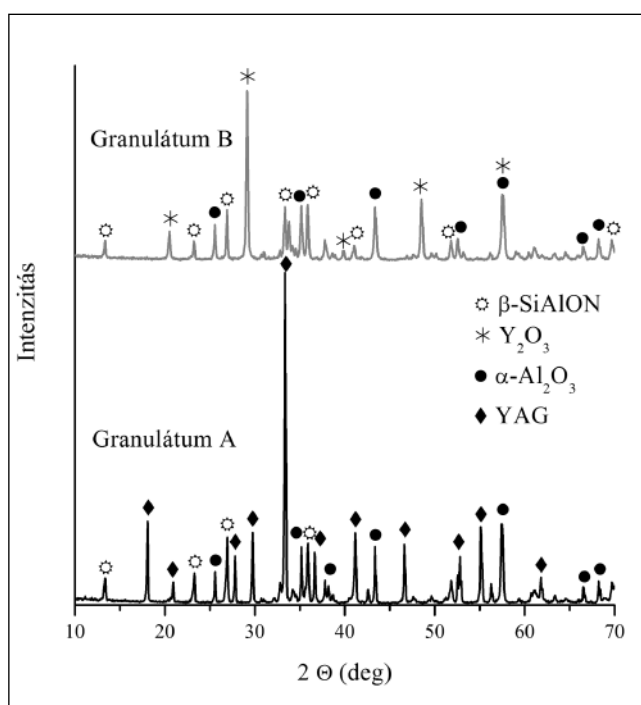 Granulátum B
β-SiAlON
Y₂O₃
α-Al₂O₃
YAG
Granulátum A
Intenzitás
10 20 30 40 50 60 70
2 Θ (deg)